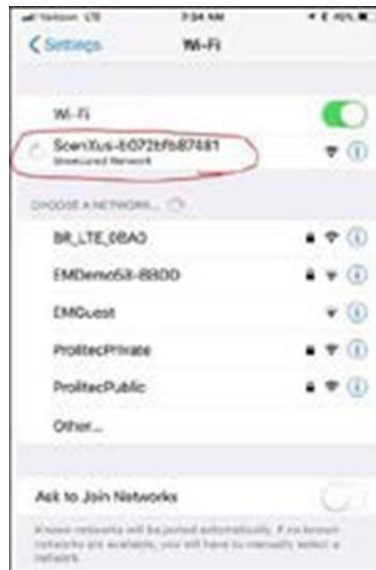 Verizon LTE 7:54 AM
Settings Wi-Fi
Wi-Fi
ScenXus-b072bfb87481
Unsecured Network
CHOOSE A NETWORK...
BR_LTE_0BA0
EMDemo58-8B00
EMGuest
ProlitecPrivate
ProlitecPublic
Other...
Ask to Join Networks
Known networks will be joined automatically. If no known
networks are available, you will have to manually select a
network.